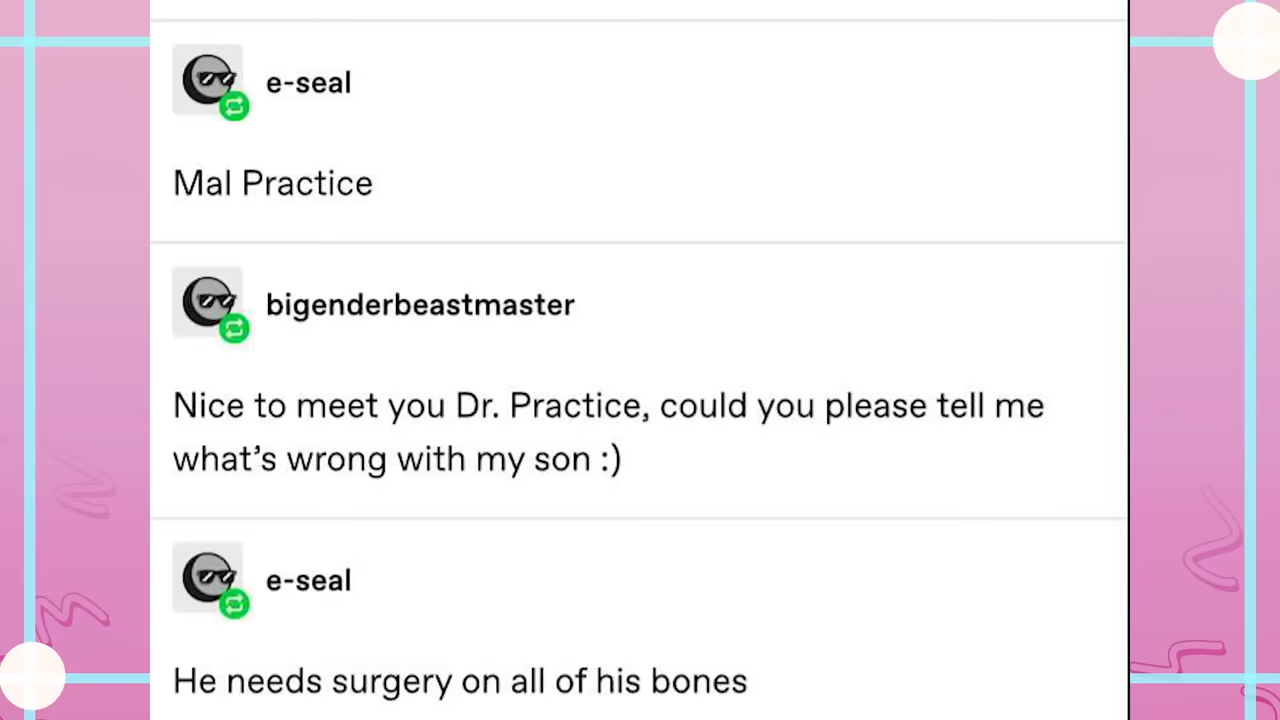 e-seal
Mal Practice
bigenderbeastmaster
Nice to meet you Dr. Practice, could you please tell me
what’s wrong with my son :)
e-seal
He needs surgery on all of his bones